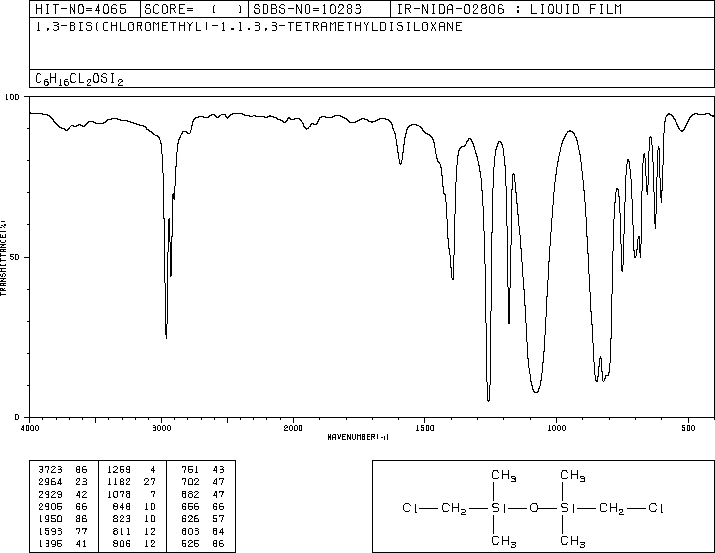 HIT-NO=4065 SCORE= ( ) SDBS-NO=10283 IR-NIDA-02806 : LIQUID FILM
1,3-BIS(CHLOROMETHYL)-1,1,3,3-TETRAMETHYLDISILOXANE
C6H16CL2OSI2
100
50
0
TRANSMITTANCE(%)
4000 3000 2000 1500 1000 500
WAVENUMBER(-1)
3723 86 1259 4 751 43
2964 23 1182 27 702 47
2929 42 1078 7 682 47
2905 66 848 10 656 66
1950 86 823 10 626 57
1593 77 811 12 603 64
1395 41 806 12 525 86
CH3 CH3
Cl CH2 Si O Si CH2 Cl
CH3 CH3